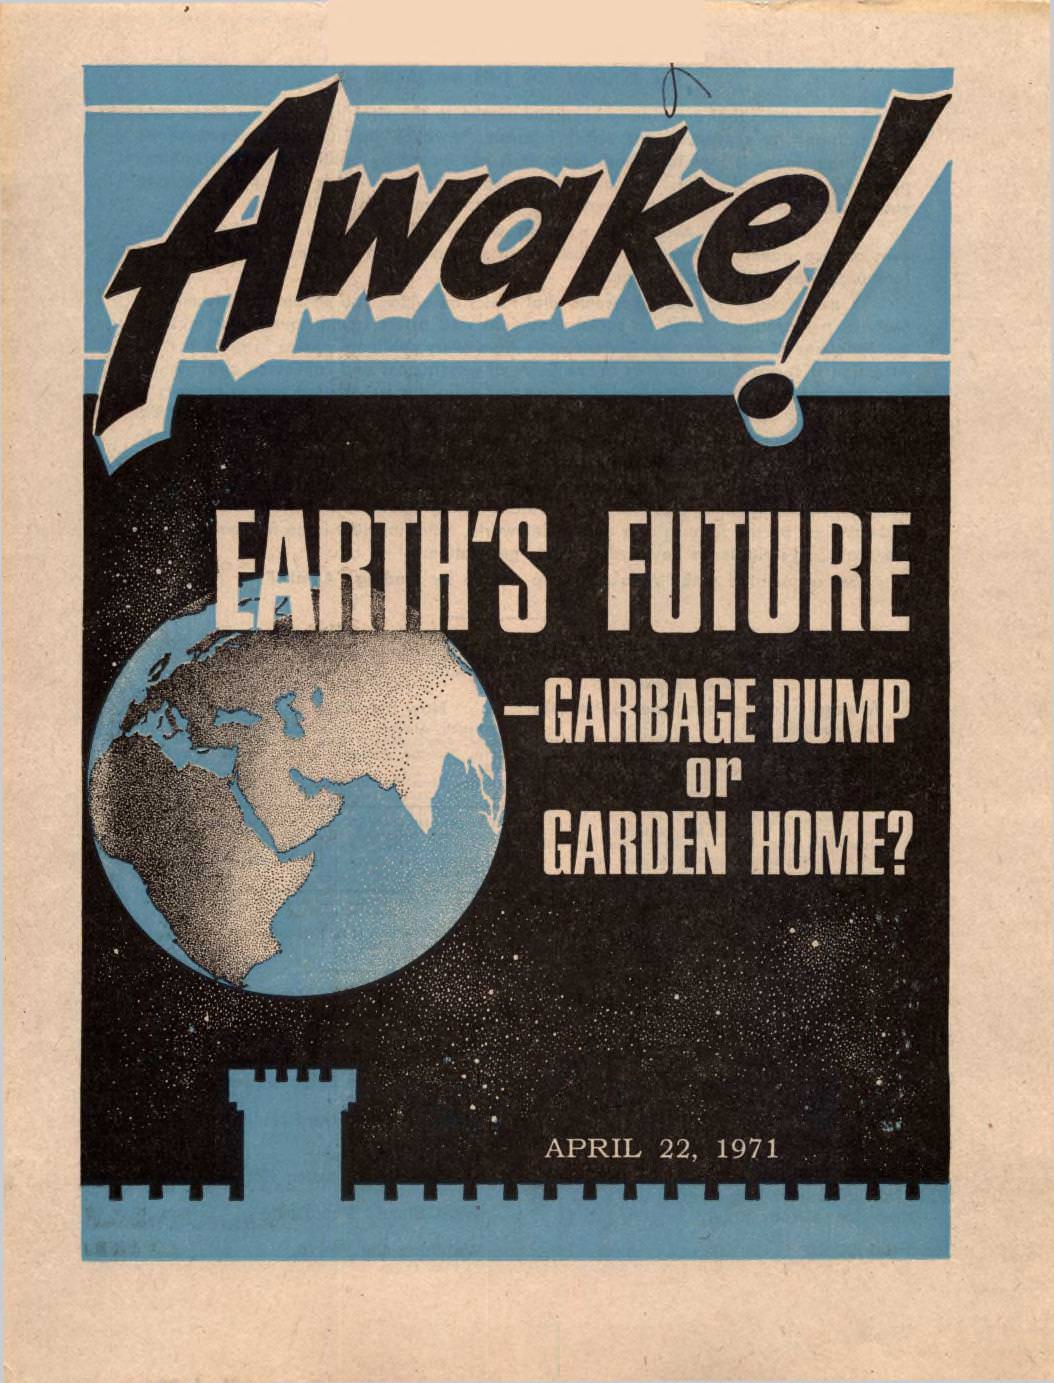 Awake!
EARTH'S FUTURE
–GARBAGE DUMP
or
GARDEN HOME?
APRIL 22, 1971